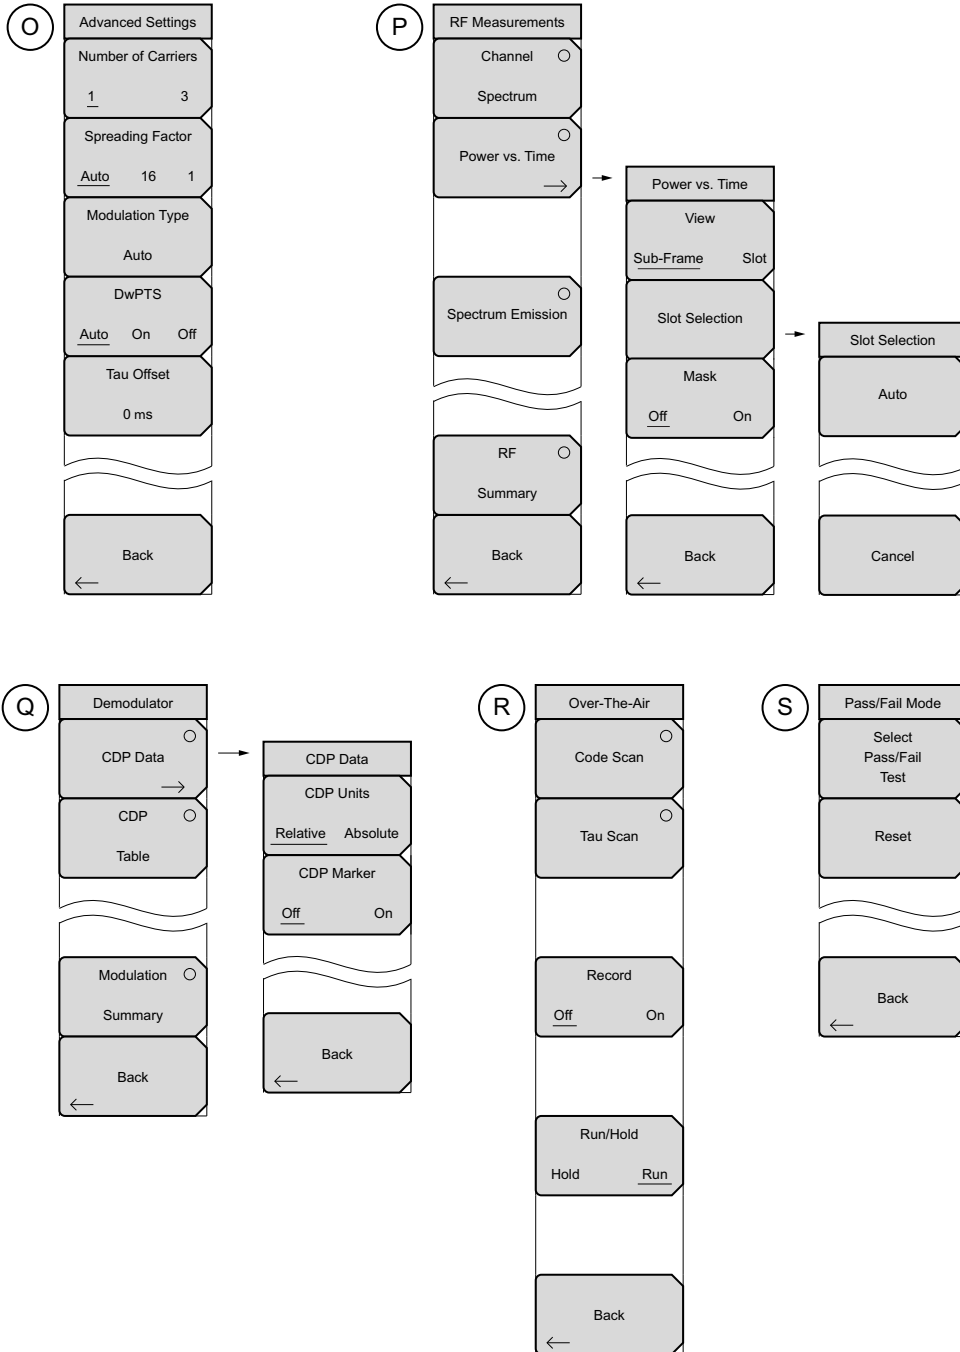 O
Advanced Settings
Number of Carriers
1 3
Spreading Factor
Auto 16 1
Modulation Type
Auto
DwPTS
Auto On Off
Tau Offset
0 ms
Back
P
RF Measurements
Channel
Spectrum
Power vs. Time
Spectrum Emission
RF
Summary
Back
Power vs. Time
View
Sub-Frame Slot
Slot Selection
Mask
Off On
Back
Slot Selection
Auto
Cancel
Q
Demodulator
CDP Data
CDP
Table
Modulation
Summary
Back
CDP Data
CDP Units
Relative Absolute
CDP Marker
Off On
Back
R
Over-The-Air
Code Scan
Tau Scan
Record
Off On
Run/Hold
Hold Run
Back
S
Pass/Fail Mode
Select
Pass/Fail
Test
Reset
Back